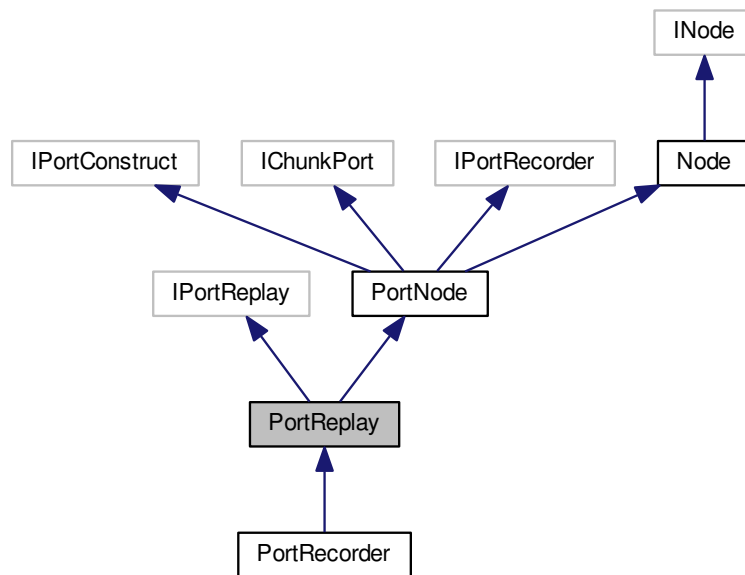 INode
IPortConstruct
IChunkPort
IPortRecorder
Node
IPortReplay
PortNode
PortReplay
PortRecorder